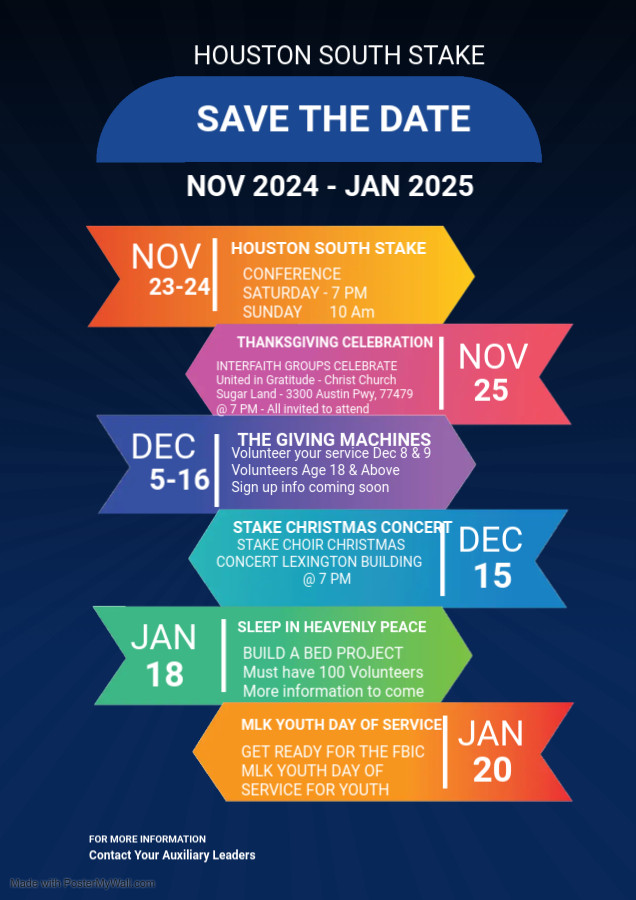 HOUSTON SOUTH STAKE
SAVE THE DATE
NOV 2024 - JAN 2025
NOV
23-24
HOUSTON SOUTH STAKE
CONFERENCE
SATURDAY - 7 PM
SUNDAY 10 Am
THANKSGIVING CELEBRATION
INTERFAITH GROUPS CELEBRATE
United in Gratitude - Christ Church
Sugar Land - 3300 Austin Pwy, 77479
@ 7 PM - All invited to attend
NOV
25
DEC
5-16
THE GIVING MACHINES
Volunteer your service Dec 8 & 9
Volunteers Age 18 & Above
Sign up info coming soon
STAKE CHRISTMAS CONCERT
STAKE CHOIR CHRISTMAS
CONCERT LEXINGTON BUILDING
@ 7 PM
DEC
15
JAN
18
SLEEP IN HEAVENLY PEACE
BUILD A BED PROJECT
Must have 100 Volunteers
More information to come
MLK YOUTH DAY OF SERVICE
GET READY FOR THE FBIC
MLK YOUTH DAY OF
SERVICE FOR YOUTH
JAN
20
FOR MORE INFORMATION
Contact Your Auxiliary Leaders
Made with PosterMyWall.com